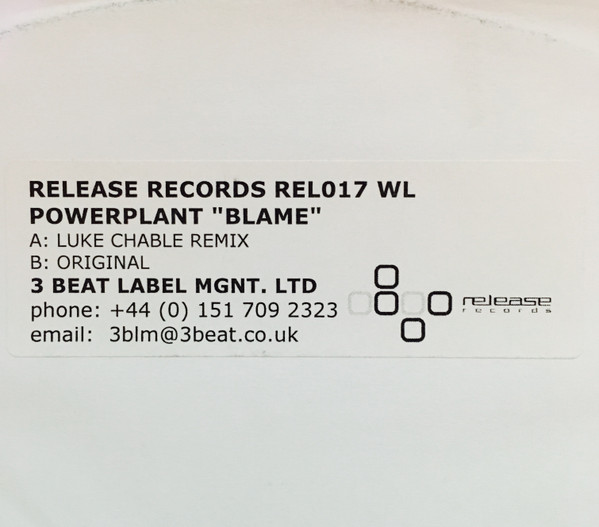 RELEASE RECORDS REL017 WL
POWERPLANT "BLAME"
A: LUKE CHABLE REMIX
B: ORIGINAL
3 BEAT LABEL MGNT. LTD
phone: +44 (0) 151 709 2323
email: 3blm@3beat.co.uk
release
records